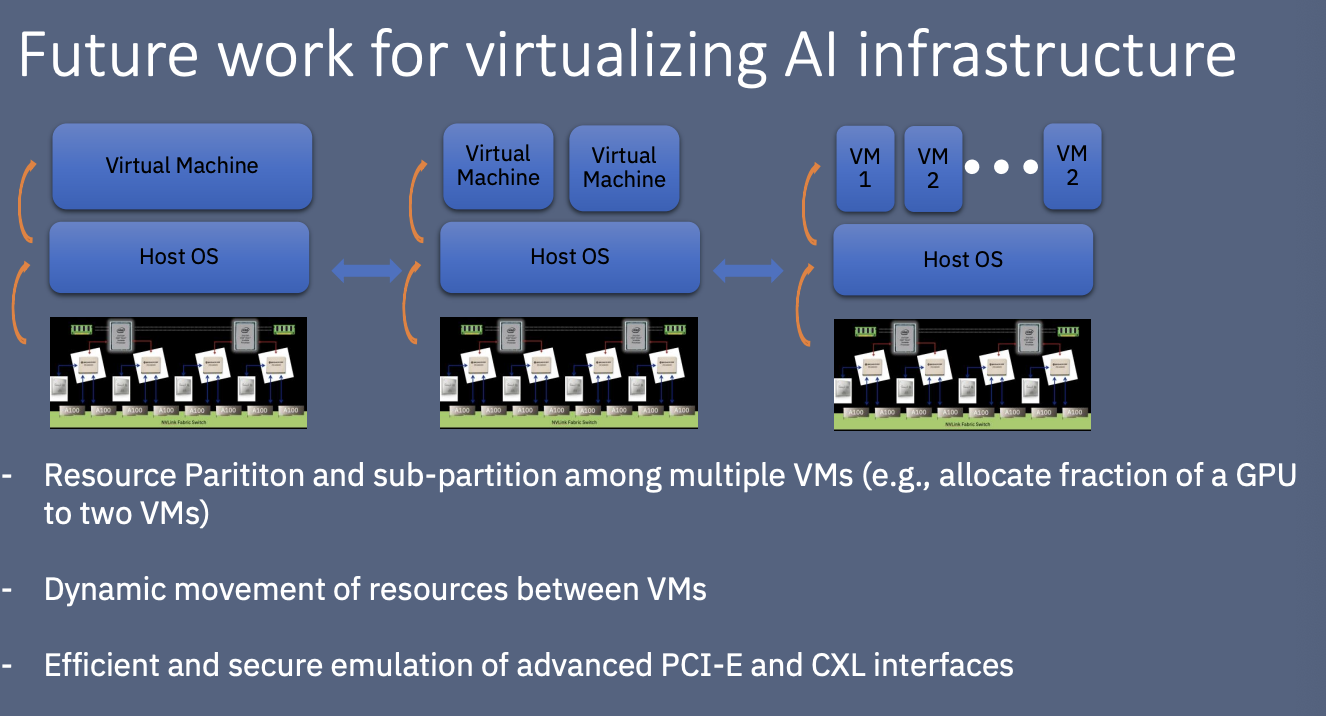 Future work for virtualizing AI infrastructure
Virtual Machine
Host OS
A100 A100 A100 A100 A100 A100 A100 A100
NVLink Fabric Switch
Virtual
Machine
Virtual
Machine
Host OS
A100 A100 A100 A100 A100 A100 A100 A100
NVLink Fabric Switch
VM
1
VM
2
VM
2
Host OS
A100 A100 A100 A100 A100 A100 A100 A100
NVLink Fabric Switch
- Resource Parititon and sub-partition among multiple VMs (e.g., allocate fraction of a GPU
to two VMs)
- Dynamic movement of resources between VMs
- Efficient and secure emulation of advanced PCI-E and CXL interfaces